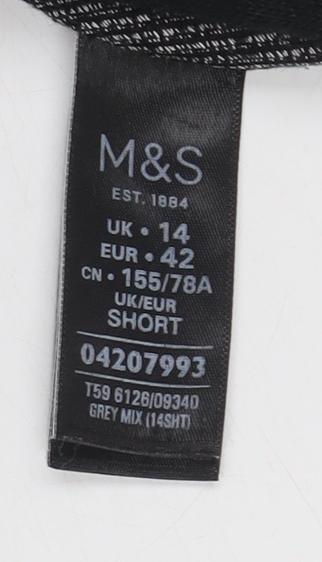 M&S
EST. 1884
UK • 14
EUR • 42
CN • 155/78A
UK/EUR
SHORT
04207993
T59 6126/09340
GREY MIX (14SHT)